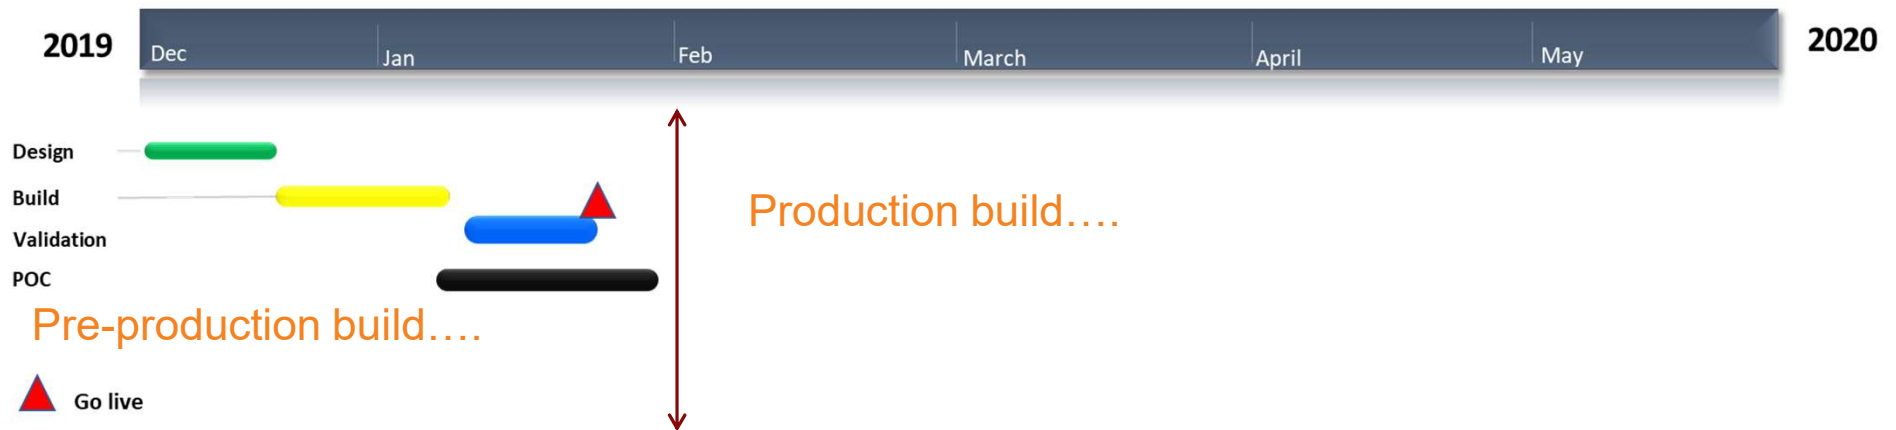 2019
Dec
Jan
Feb
March
April
May
2020
Design
Build
Validation
POC
Production build….
Pre-production build….
Go live